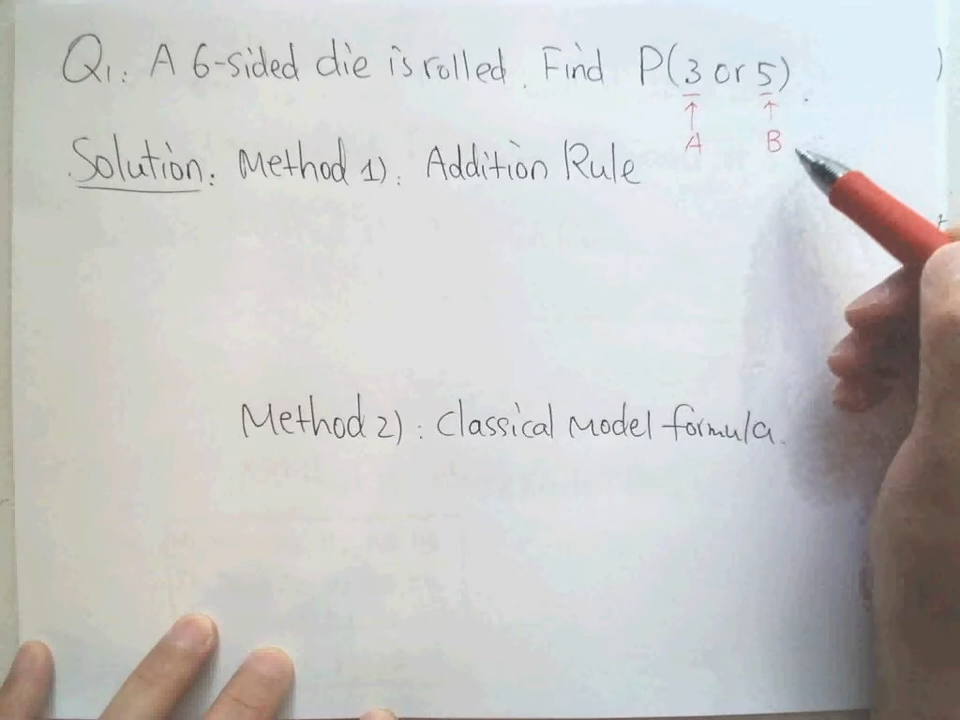 Q1: A 6-sided die is rolled. Find P(3 or 5).
A B
Solution: Method 1): Addition Rule
Method 2): Classical Model formula.